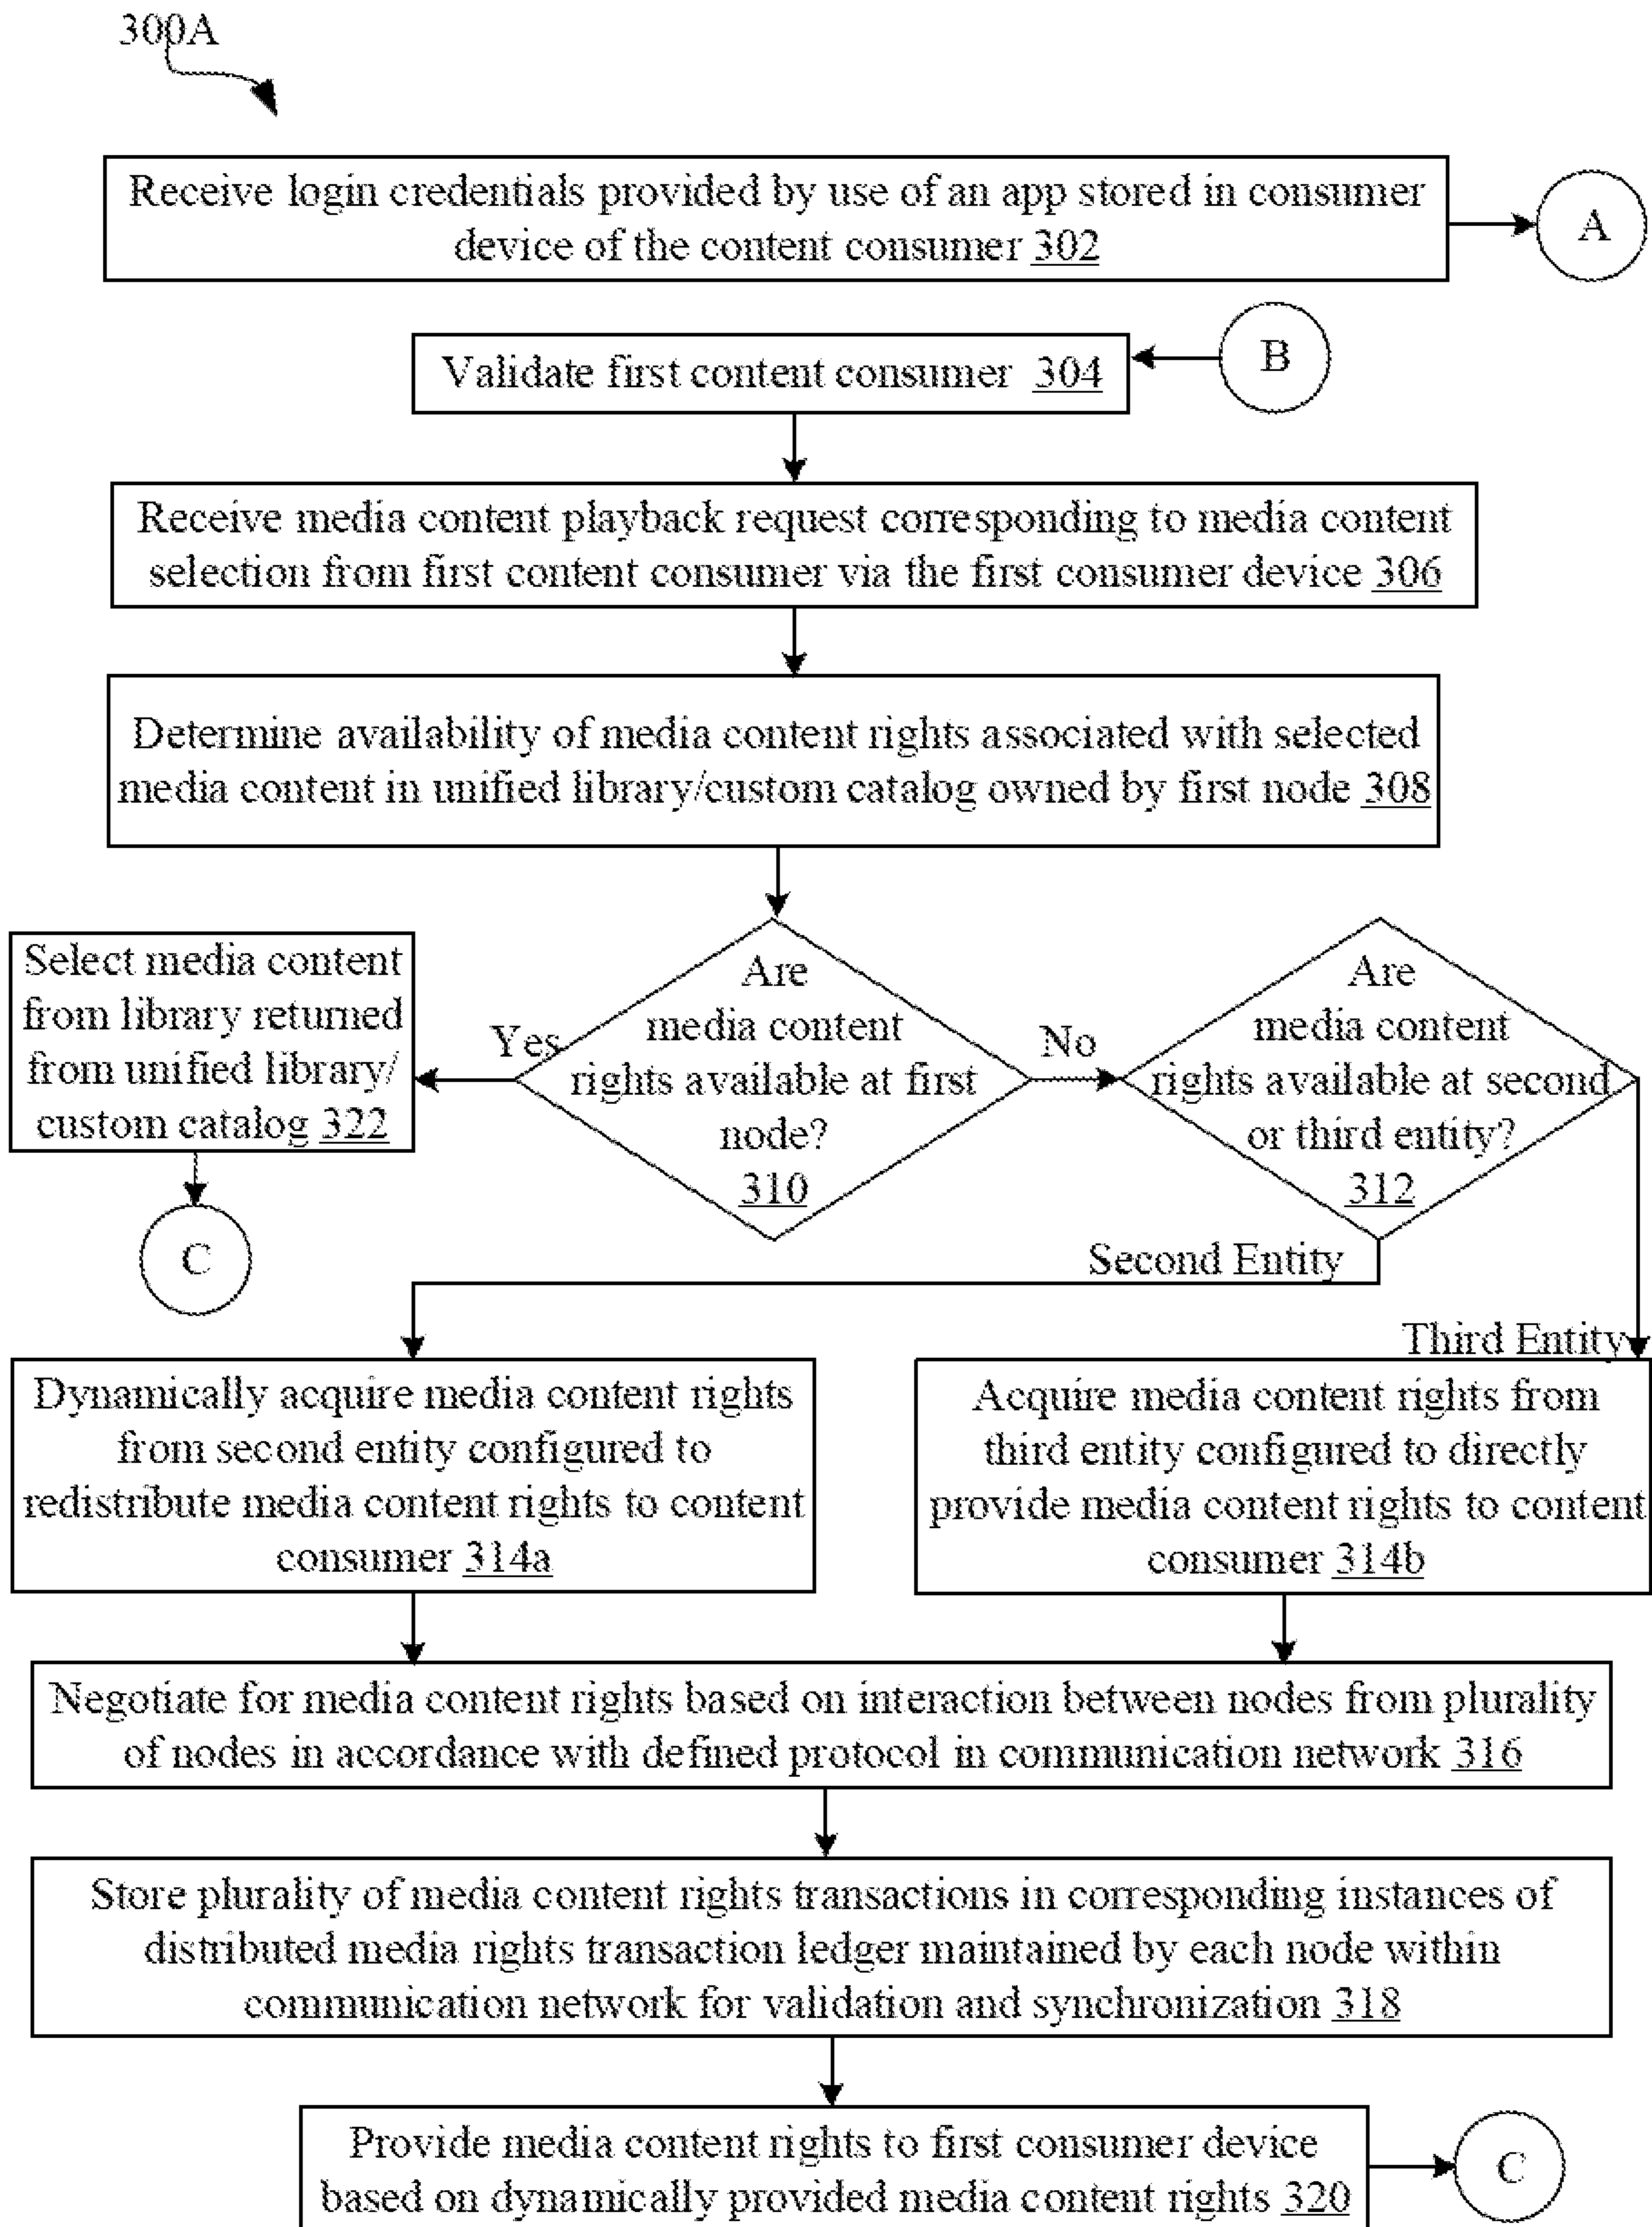 300A
Receive login credentials provided by use of an app stored in consumer
device of the content consumer 302
A
B
Validate first content consumer 304
Receive media content playback request corresponding to media content
selection from first content consumer via the first consumer device 306
Determine availability of media content rights associated with selected
media content in unified library/custom catalog owned by first node 308
Select media content
from library returned
from unified library/
custom catalog 322
Yes
Are
media content
rights available at first
node?
310
No
Are
media content
rights available at second
or third entity?
312
C
Second Entity
Third Entity
Dynamically acquire media content rights
from second entity configured to
redistribute media content rights to content
consumer 314a
Acquire media content rights from
third entity configured to directly
provide media content rights to content
consumer 314b
Negotiate for media content rights based on interaction between nodes from plurality
of nodes in accordance with defined protocol in communication network 316
Store plurality of media content rights transactions in corresponding instances of
distributed media rights transaction ledger maintained by each node within
communication network for validation and synchronization 318
Provide media content rights to first consumer device
based on dynamically provided media content rights 320
C